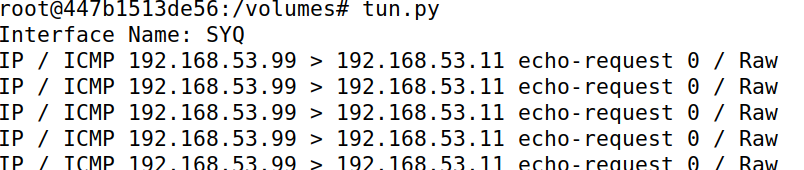 root@447b1513de56:/volumes# tun.py
Interface Name: SYQ
IP / ICMP 192.168.53.99 > 192.168.53.11 echo-request 0 / Raw
IP / ICMP 192.168.53.99 > 192.168.53.11 echo-request 0 / Raw
IP / ICMP 192.168.53.99 > 192.168.53.11 echo-request 0 / Raw
IP / ICMP 192.168.53.99 > 192.168.53.11 echo-request 0 / Raw
IP / ICMP 192.168.53.99 > 192.168.53.11 echo-request 0 / Raw